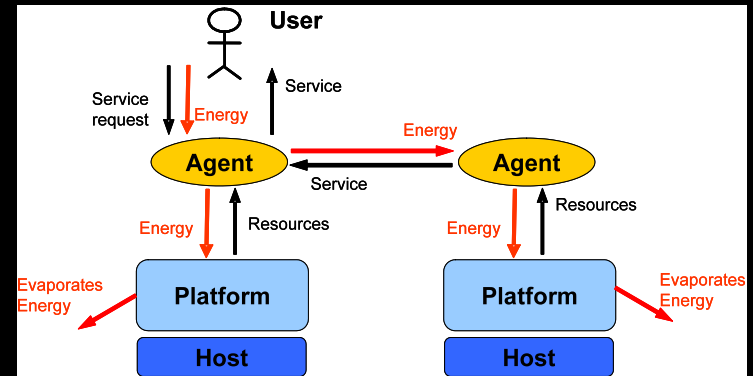 User
Service
Service
request
Energy
Energy
Agent
Agent
Service
Energy
Resources
Energy
Resources
Evaporates
Energy
Platform
Platform
Evaporates
Energy
Host
Host